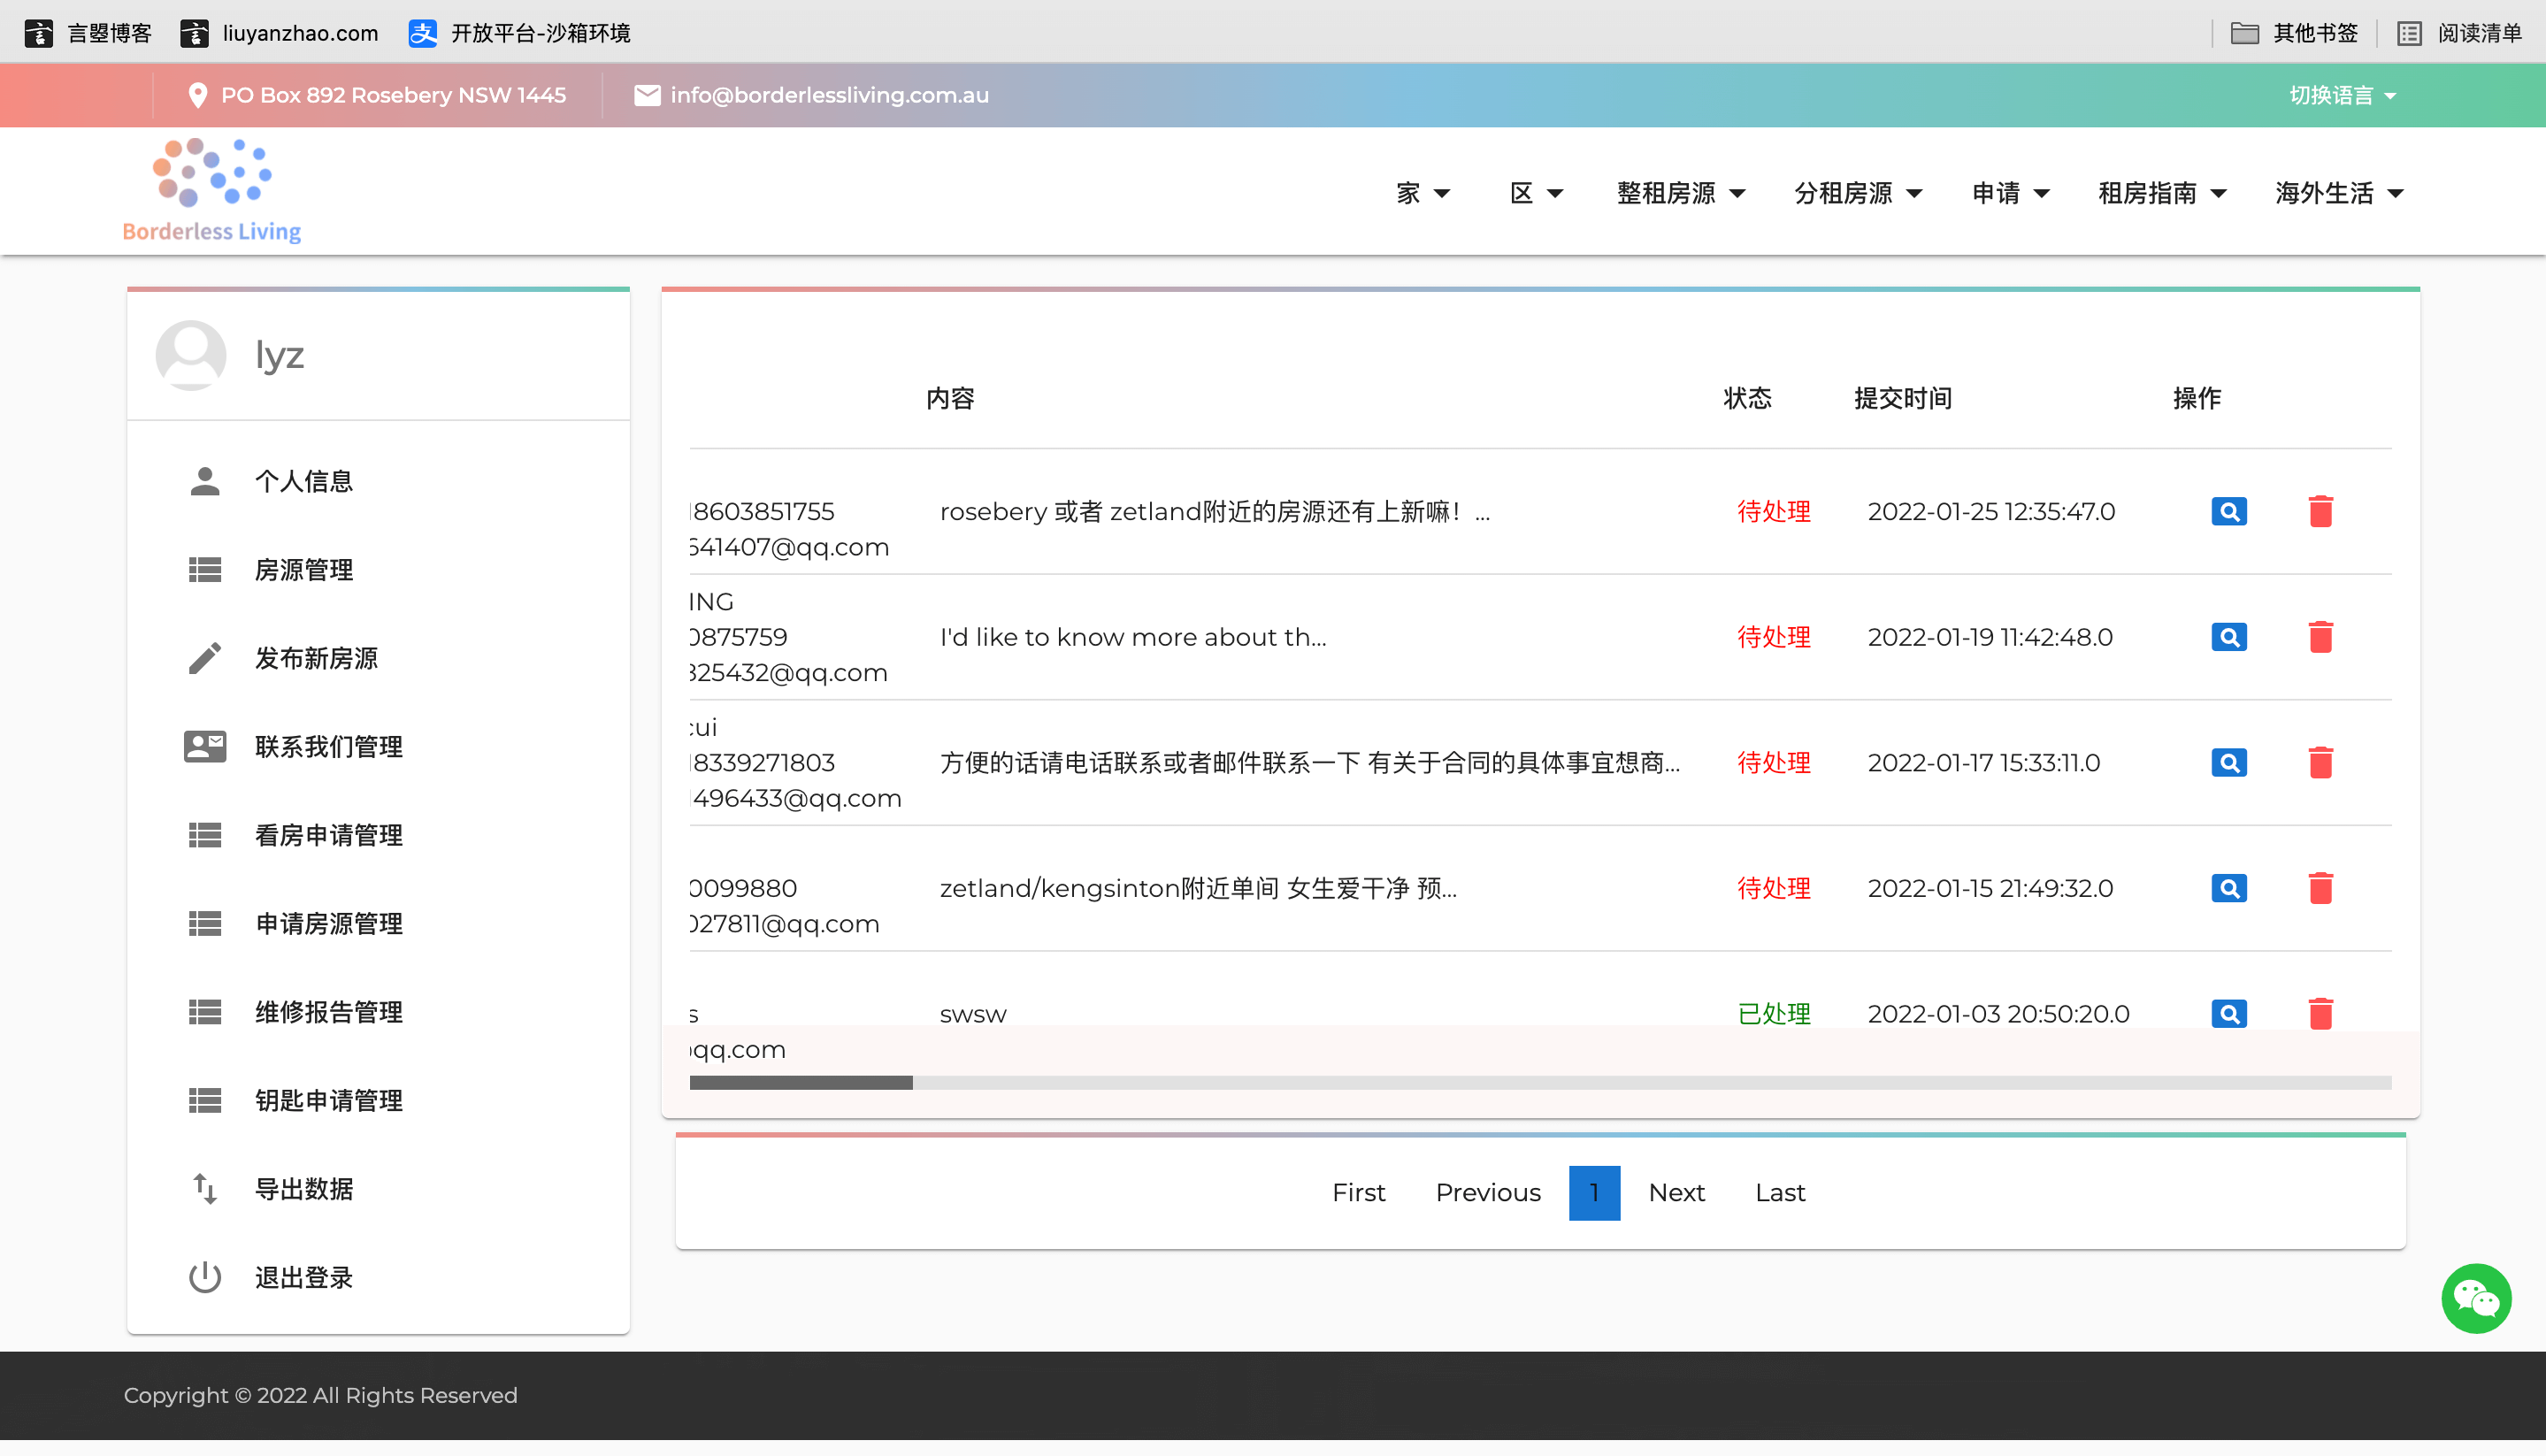 言曌博客 liuyanzhao.com 开放平台-沙箱环境 其他书签 阅读清单
PO Box 892 Rosebery NSW 1445 info@borderlessliving.com.au 切换语言
Borderless Living
家 区 整租房源 分租房源 申请 租房指南 海外生活
lyz
个人信息
房源管理
发布新房源
联系我们管理
看房申请管理
申请房源管理
维修报告管理
钥匙申请管理
导出数据
退出登录
内容 状态 提交时间 操作
8603851755 rosebery 或者 zetland附近的房源还有上新嘛！... 待处理 2022-01-25 12:35:47.0
641407@qq.com
ING
0875759 I'd like to know more about th... 待处理 2022-01-19 11:42:48.0
325432@qq.com
cui
18339271803 方便的话请电话联系或者邮件联系一下 有关于合同的具体事宜想商... 待处理 2022-01-17 15:33:11.0
1496433@qq.com
0099880 zetland/kengsinton附近单间 女生爱干净 预... 待处理 2022-01-15 21:49:32.0
027811@qq.com
s swsw 已处理 2022-01-03 20:50:20.0
qq.com
First Previous 1 Next Last
Copyright © 2022 All Rights Reserved